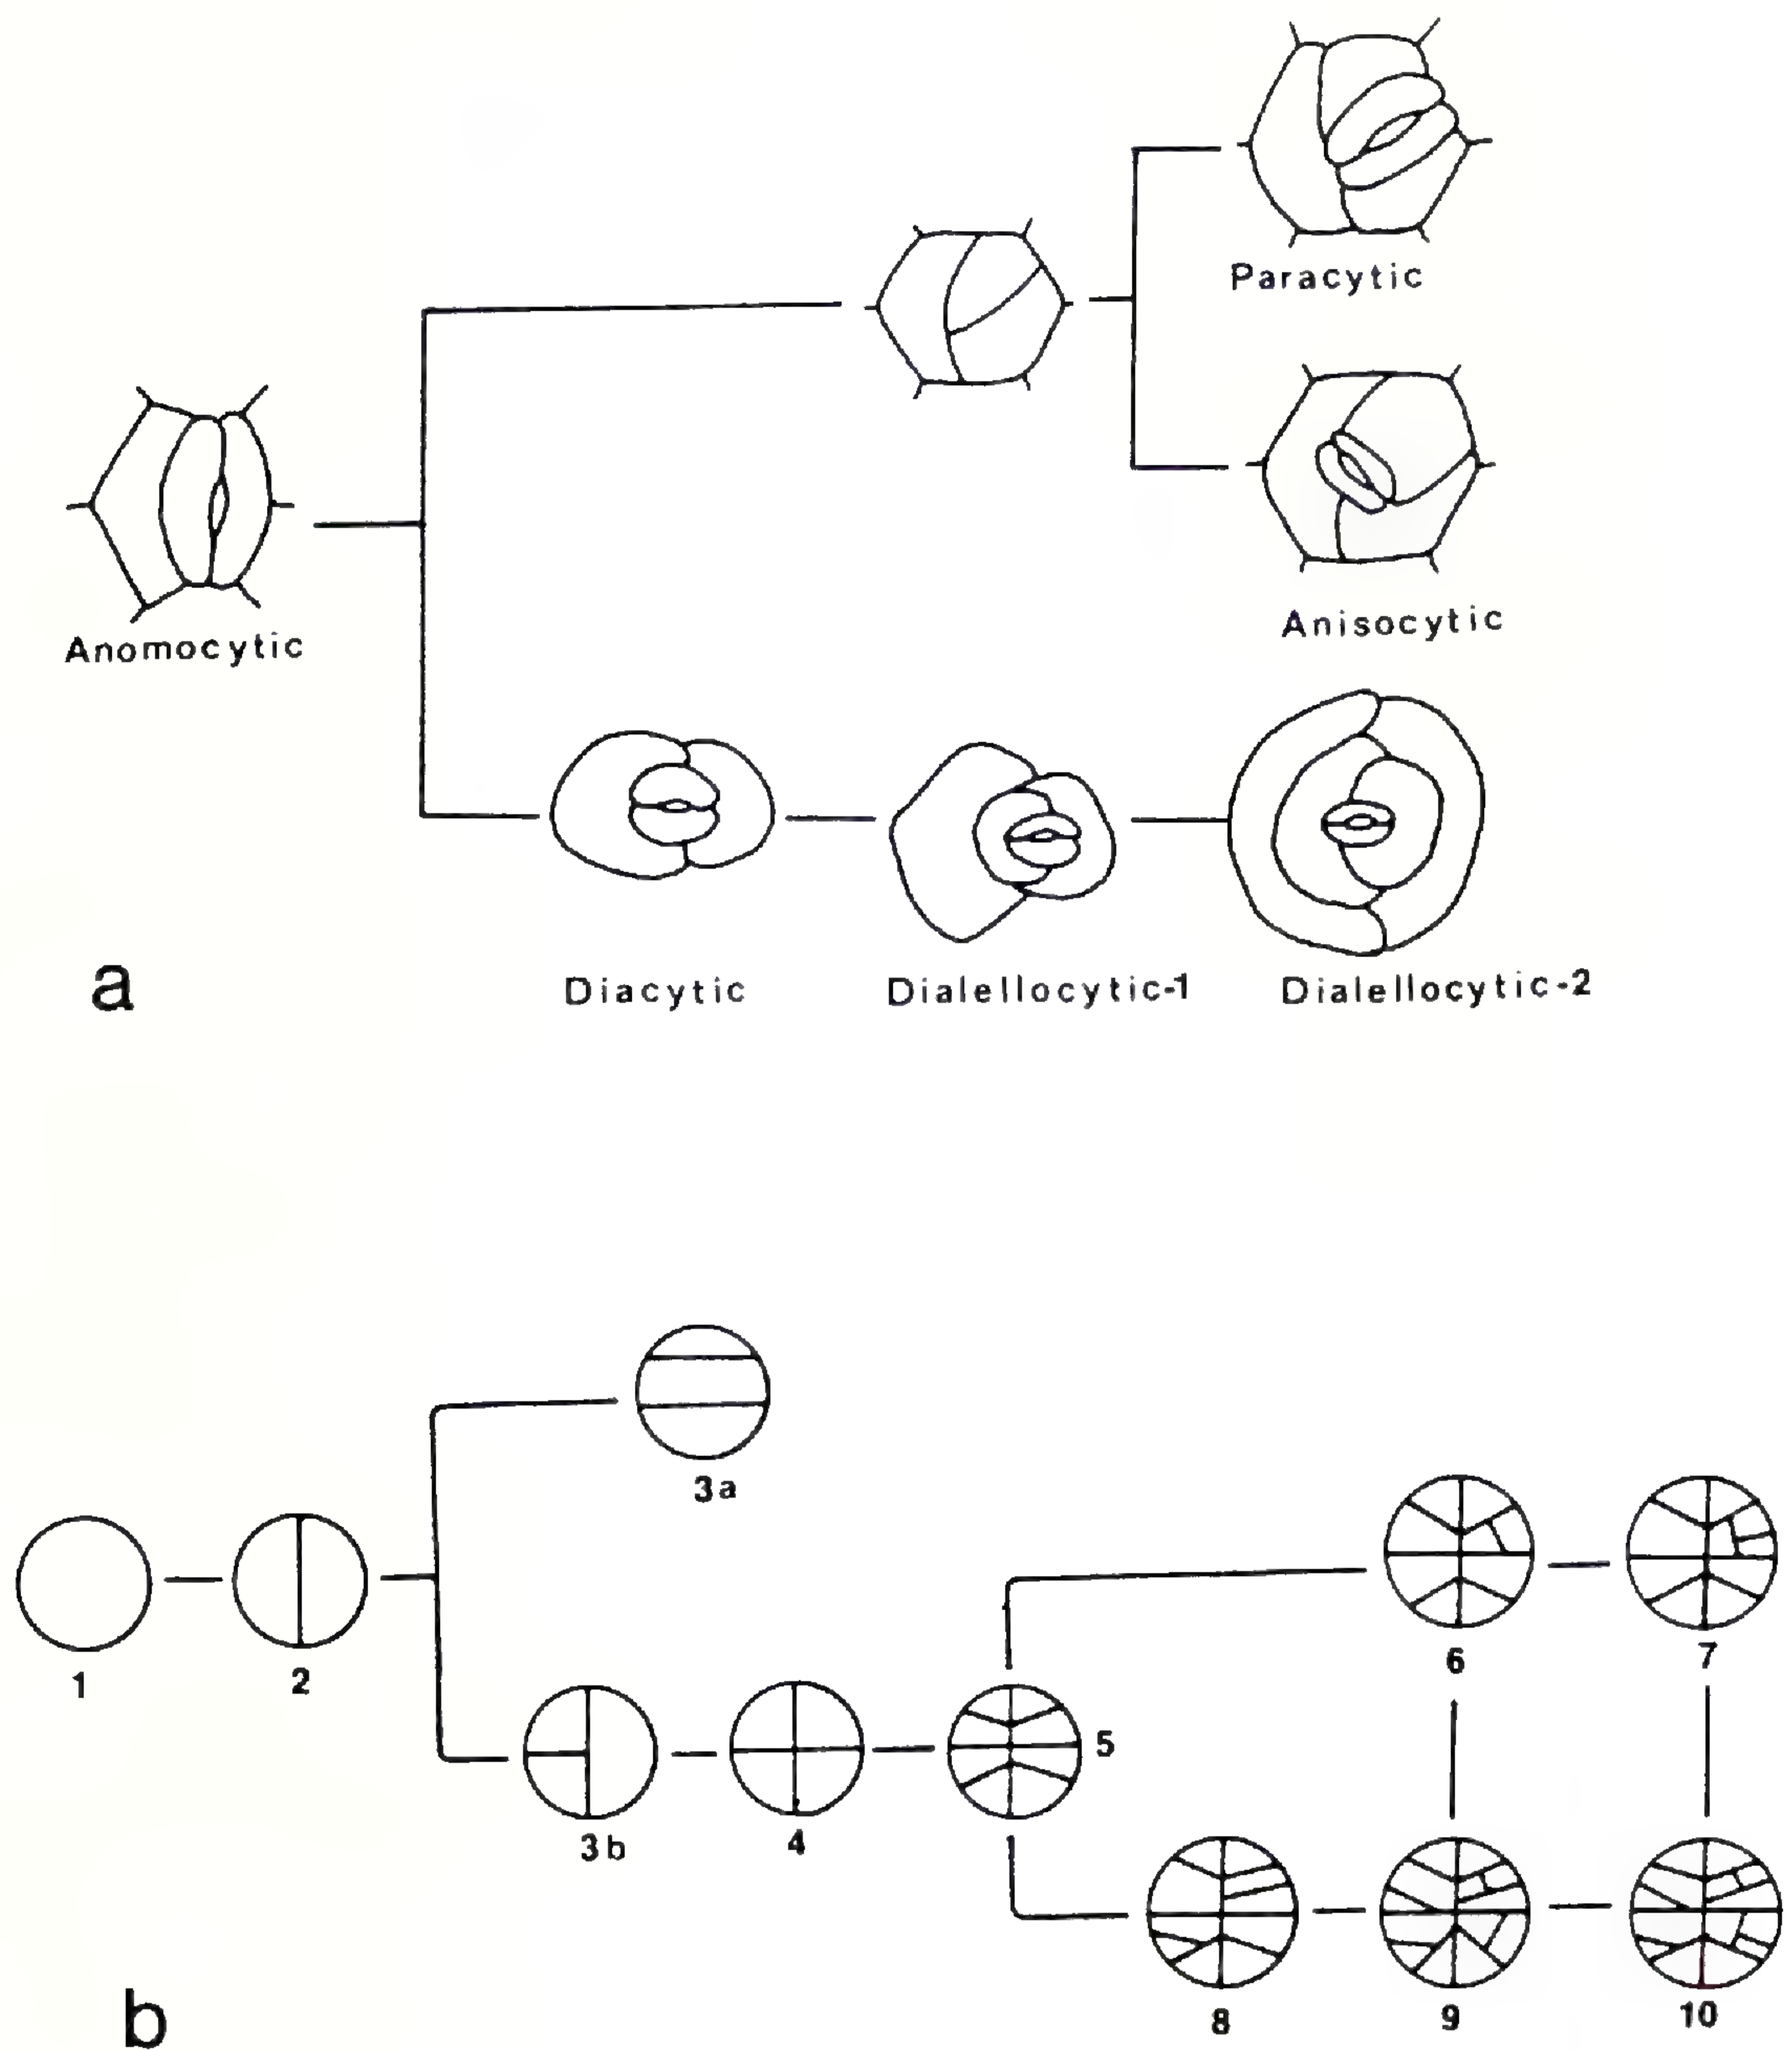 Paracytic
Anomocytic
Anisocytic
Diacytic Dialellocytic-1 Dialellocytic-2
a
3a
1 2
6 7
5
3b 4
8 9 10
b